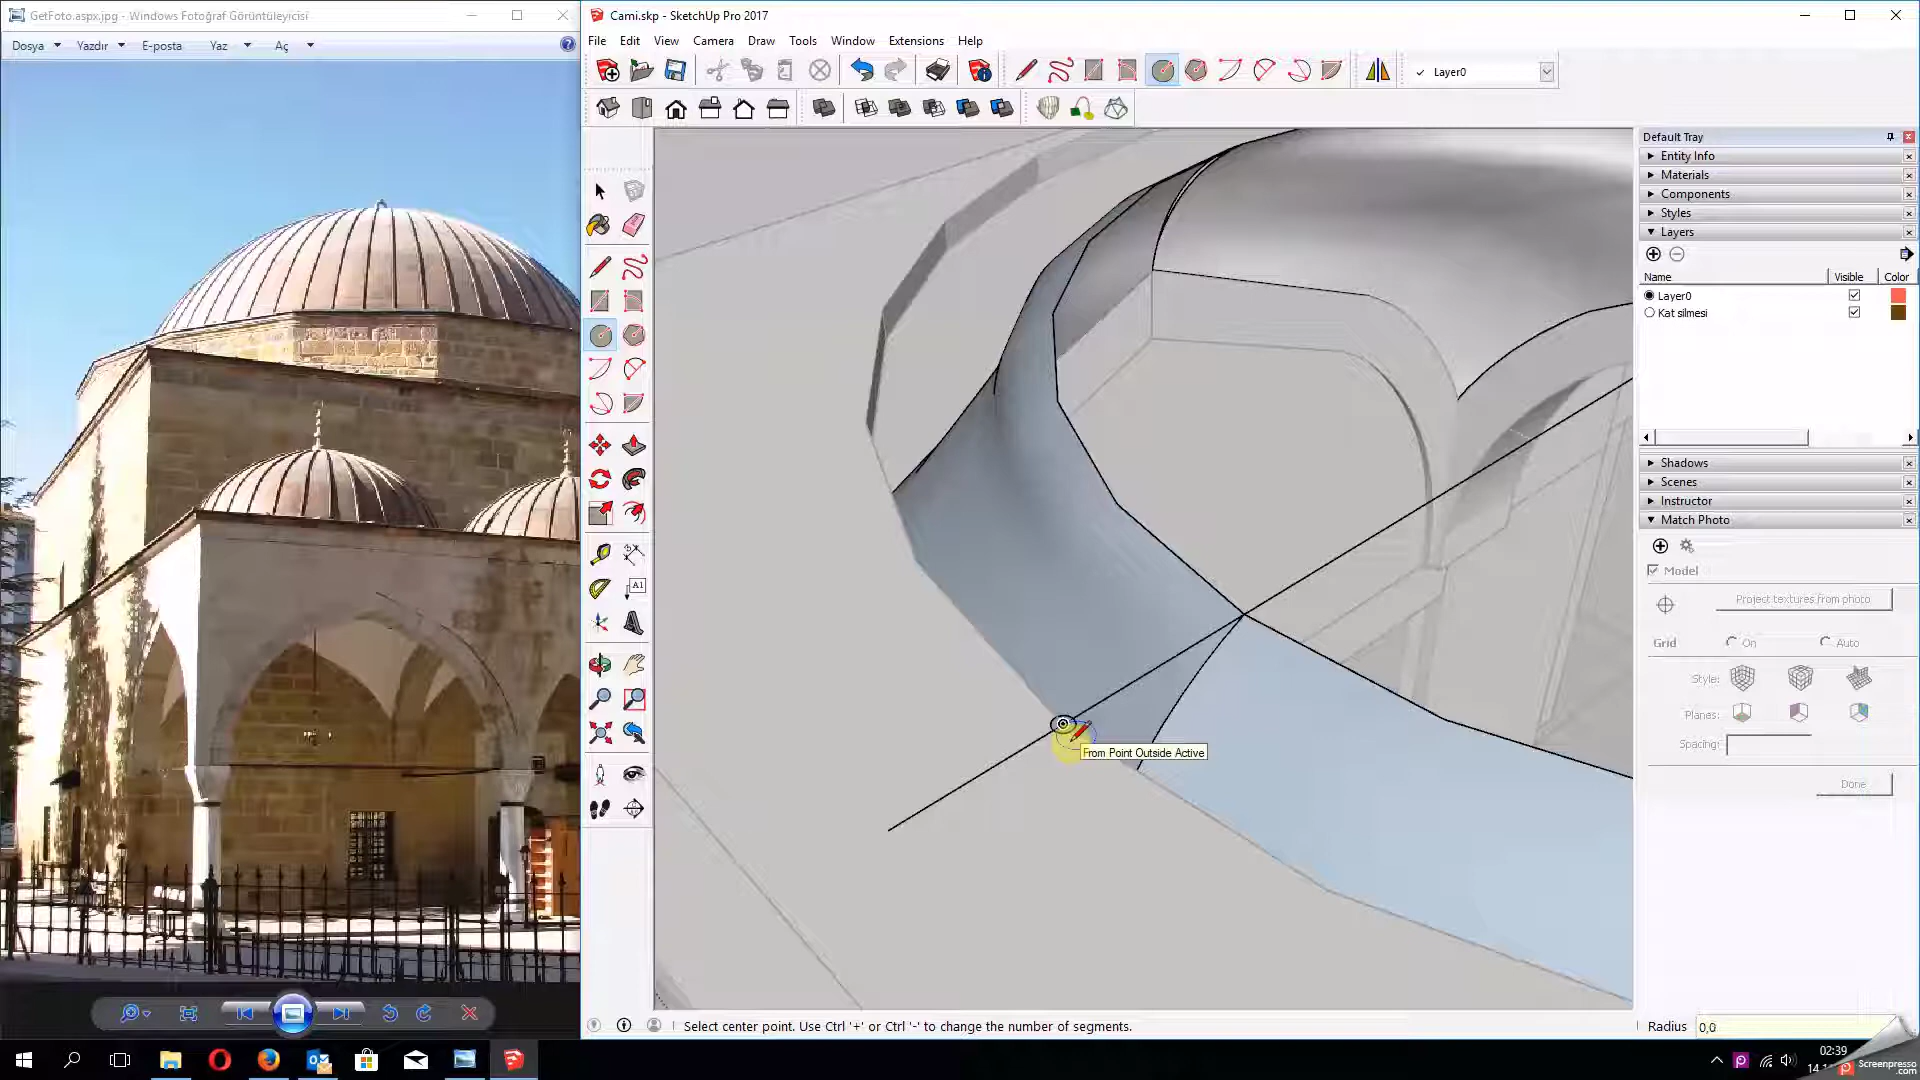 GetFoto.aspx.jpg - Windows Fotoğraf Görüntüleyicisi
Dosya Yazdır E-posta Yaz Aç
Cami.skp - SketchUp Pro 2017
File Edit View Camera Draw Tools Window Extensions Help
Layer0
A1
From Point Outside Active
Default Tray
Entity Info
Materials
Components
Styles
Layers
Name Visible Color
Layer0
Kat silmesi
Shadows
Scenes
Instructor
Match Photo
Model
Project textures from photo
Grid On Auto
Style:
Planes:
Spacing:
Done
Select center point. Use Ctrl '+' or Ctrl '-' to change the number of segments.
Radius 0,0
02:39
Screenpresso
.com